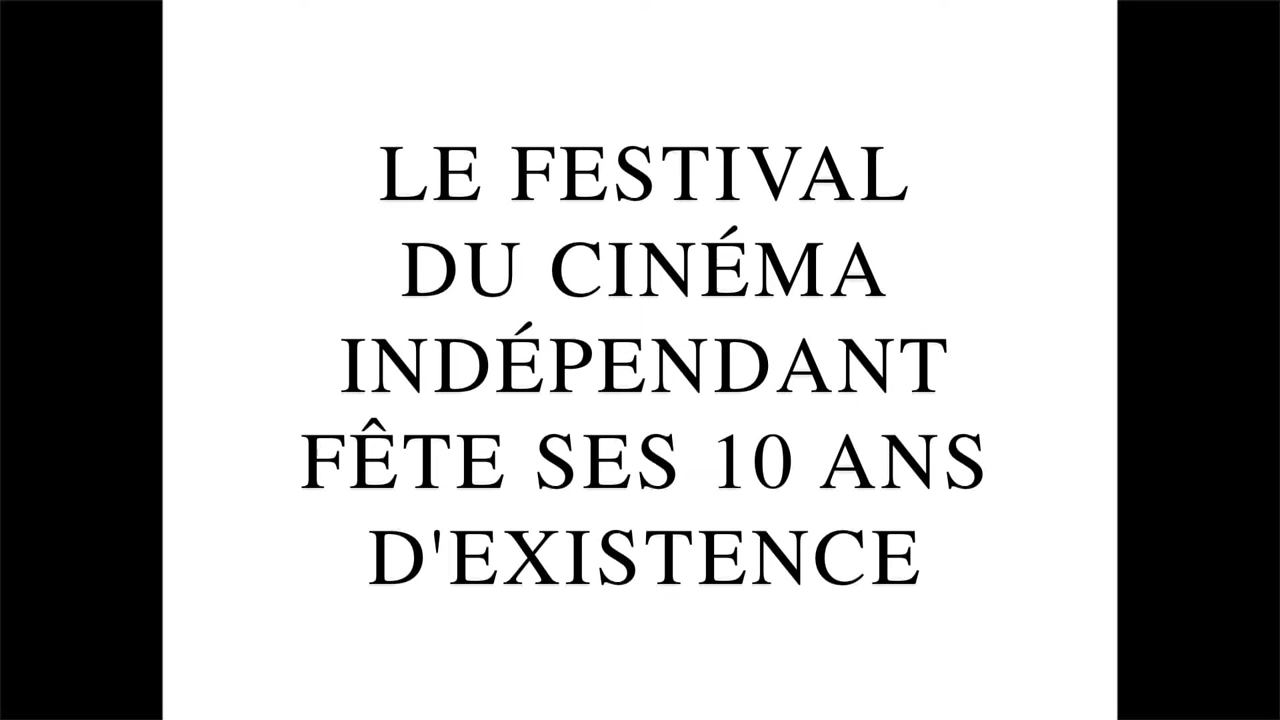 LE FESTIVAL
DU CINÉMA
INDÉPENDANT
FÊTE SES 10 ANS
D'EXISTENCE